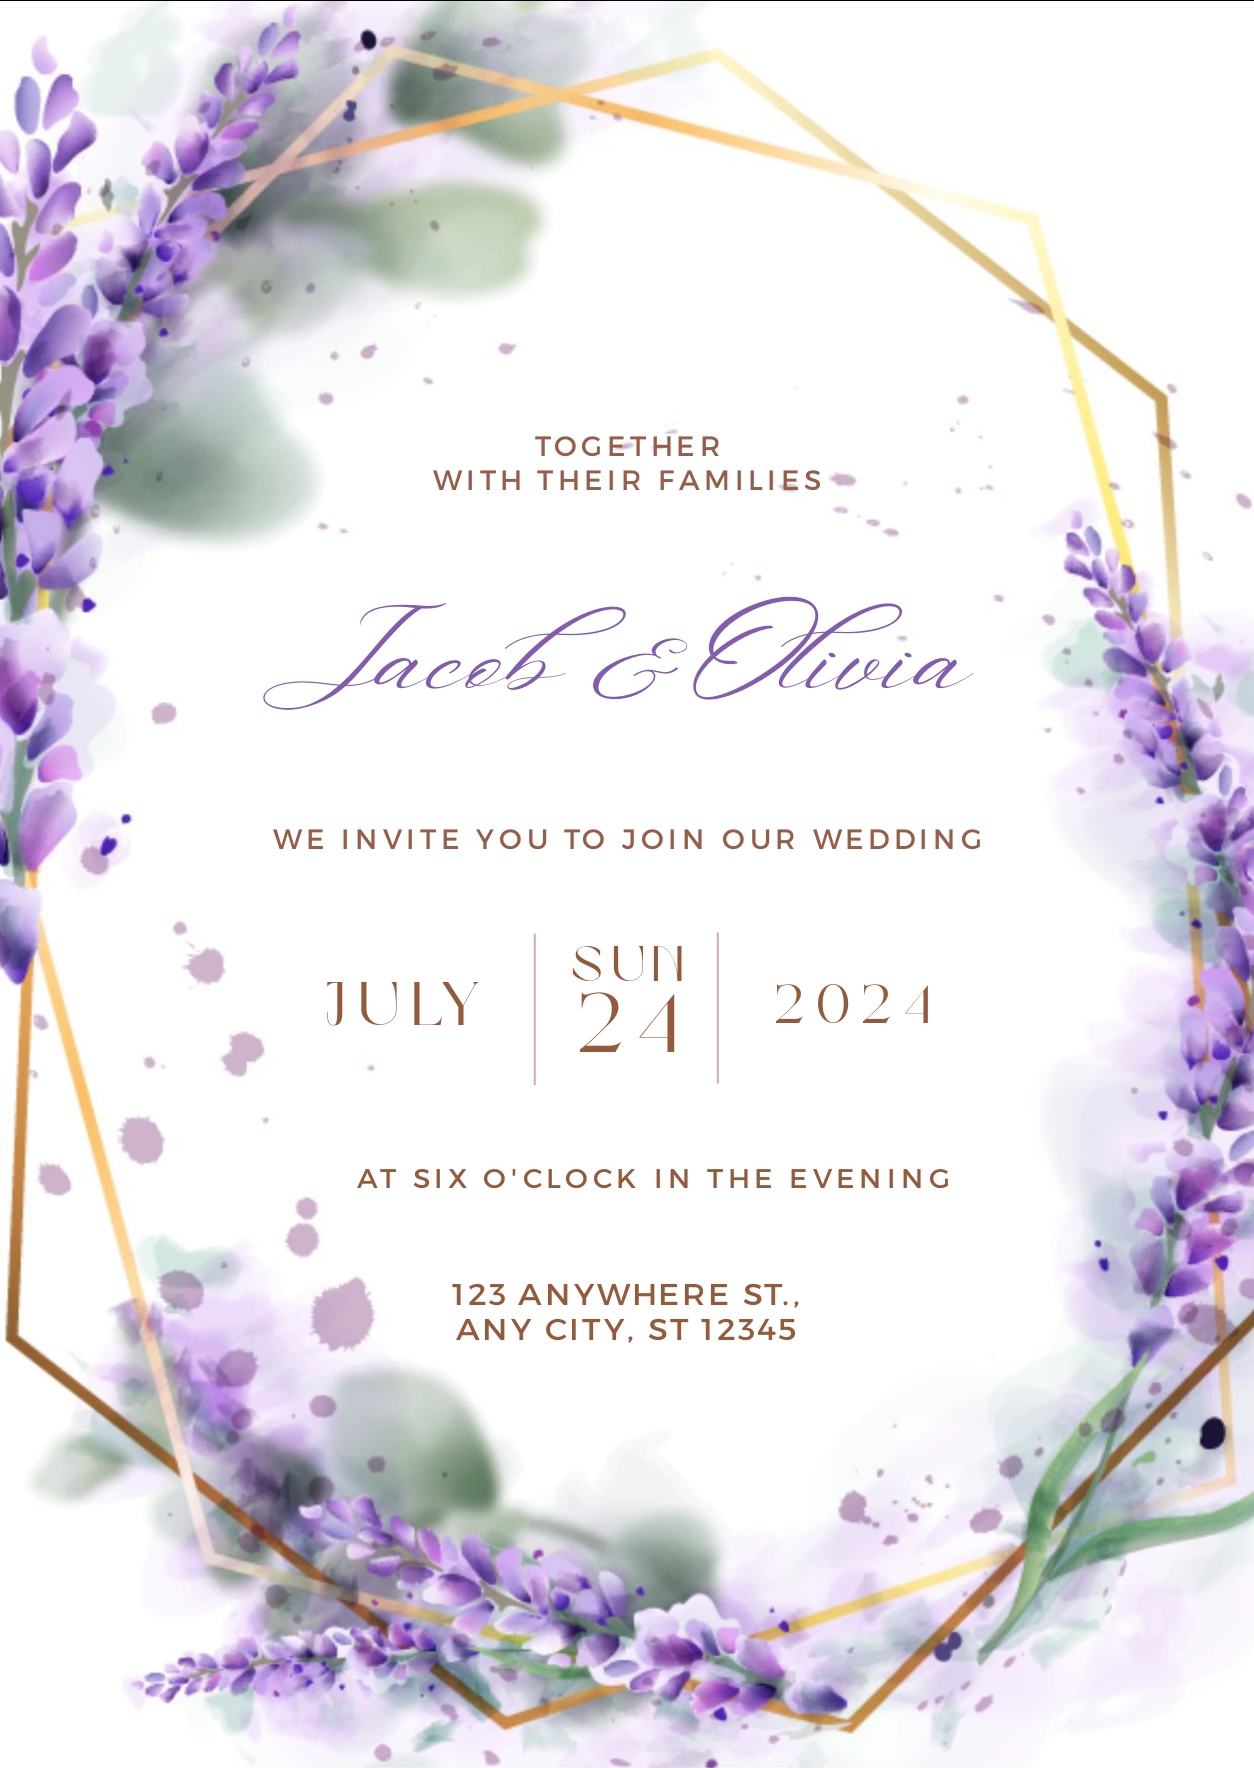 TOGETHER
WITH THEIR FAMILIES
Jacob & Olivia
WE INVITE YOU TO JOIN OUR WEDDING
JULY
SUN
24
2024
AT SIX O'CLOCK IN THE EVENING
123 ANYWHERE ST.,
ANY CITY, ST 12345